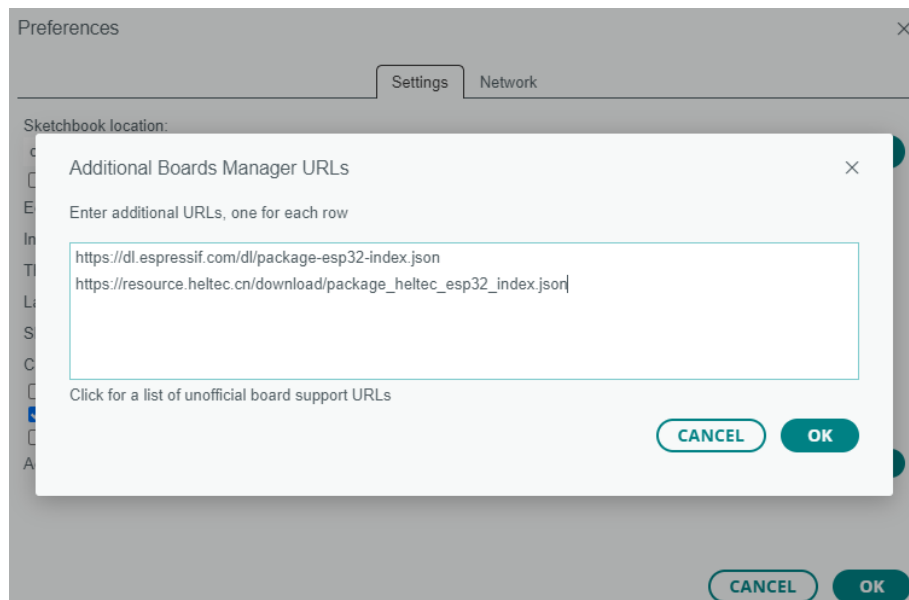 Preferences
Settings
Network
Sketchbook location:
Additional Boards Manager URLs
Enter additional URLs, one for each row
https://dl.espressif.com/dl/package-esp32-index.json
https://resource.heltec.cn/download/package_heltec_esp32_index.json
Click for a list of unofficial board support URLs
CANCEL
OK
CANCEL
OK